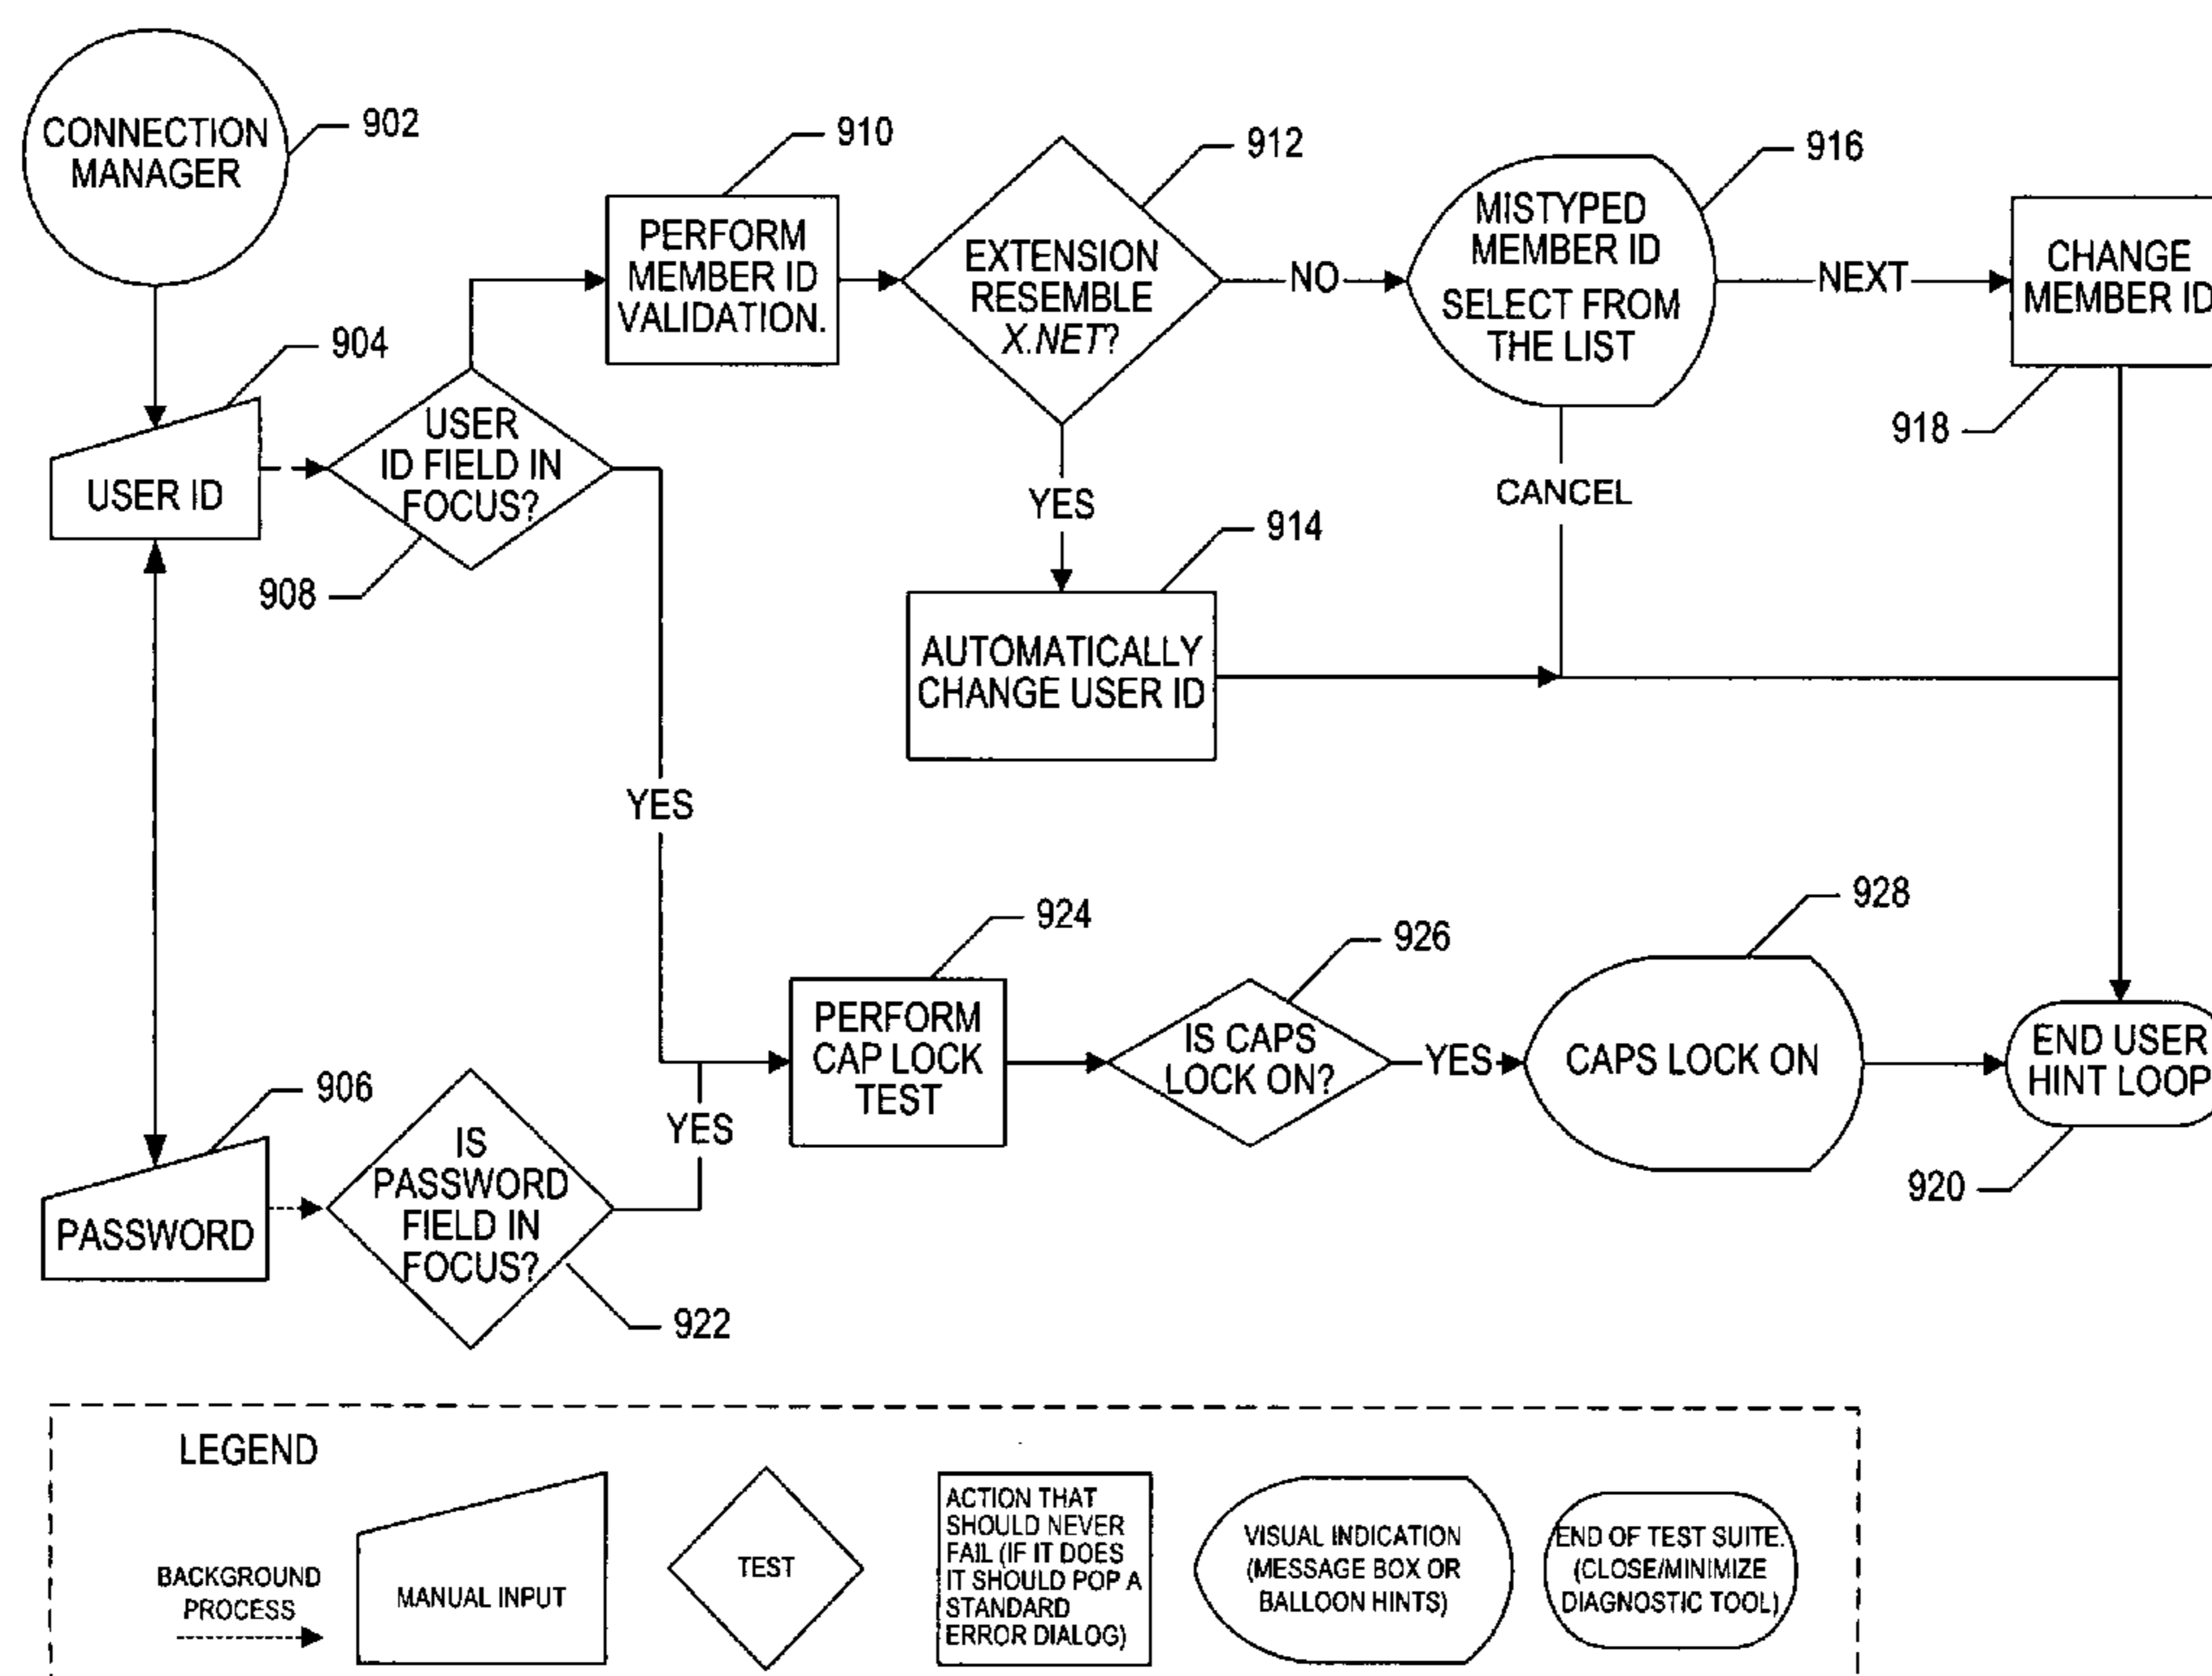 CONNECTION
MANAGER
902
904
USER ID
USER
ID FIELD IN
FOCUS?
908
910
PERFORM
MEMBER ID
VALIDATION.
912
EXTENSION
RESEMBLE
X.NET?
NO
916
MISTYPED
MEMBER ID
SELECT FROM
THE LIST
NEXT
CHANGE
MEMBER ID
918
YES
CANCEL
914
AUTOMATICALLY
CHANGE USER ID
YES
906
PASSWORD
IS
PASSWORD
FIELD IN
FOCUS?
922
YES
924
PERFORM
CAP LOCK
TEST
926
IS CAPS
LOCK ON?
YES
928
CAPS LOCK ON
END USER
HINT LOOP
920
LEGEND
BACKGROUND
PROCESS
MANUAL INPUT
TEST
ACTION THAT
SHOULD NEVER
FAIL (IF IT DOES
IT SHOULD POP A
STANDARD
ERROR DIALOG)
VISUAL INDICATION
(MESSAGE BOX OR
BALLOON HINTS)
END OF TEST SUITE.
(CLOSE/MINIMIZE
DIAGNOSTIC TOOL)